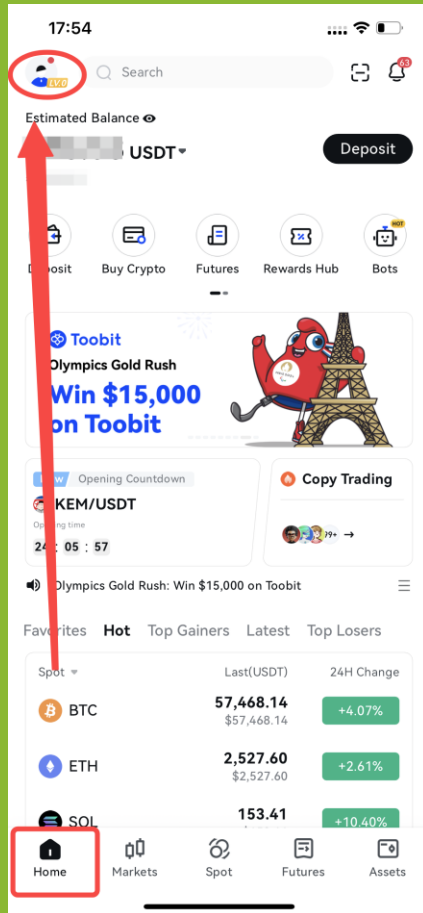 17:54
LV.0
Search
63
Estimated Balance
USDT
Deposit
HOT
Deposit Buy Crypto Futures Rewards Hub Bots
Toobit
Olympics Gold Rush
Win $15,000
on Toobit
Opening Countdown
KEM/USDT
Opening time
24 : 05 : 57
Copy Trading
99+
Olympics Gold Rush: Win $15,000 on Toobit
Favorites Hot Top Gainers Latest Top Losers
Spot Last(USDT) 24H Change
BTC 57,468.14 +4.07%
$57,468.14
ETH 2,527.60 +2.61%
$2,527.60
SOL 153.41 +10.40%
Home Markets Spot Futures Assets